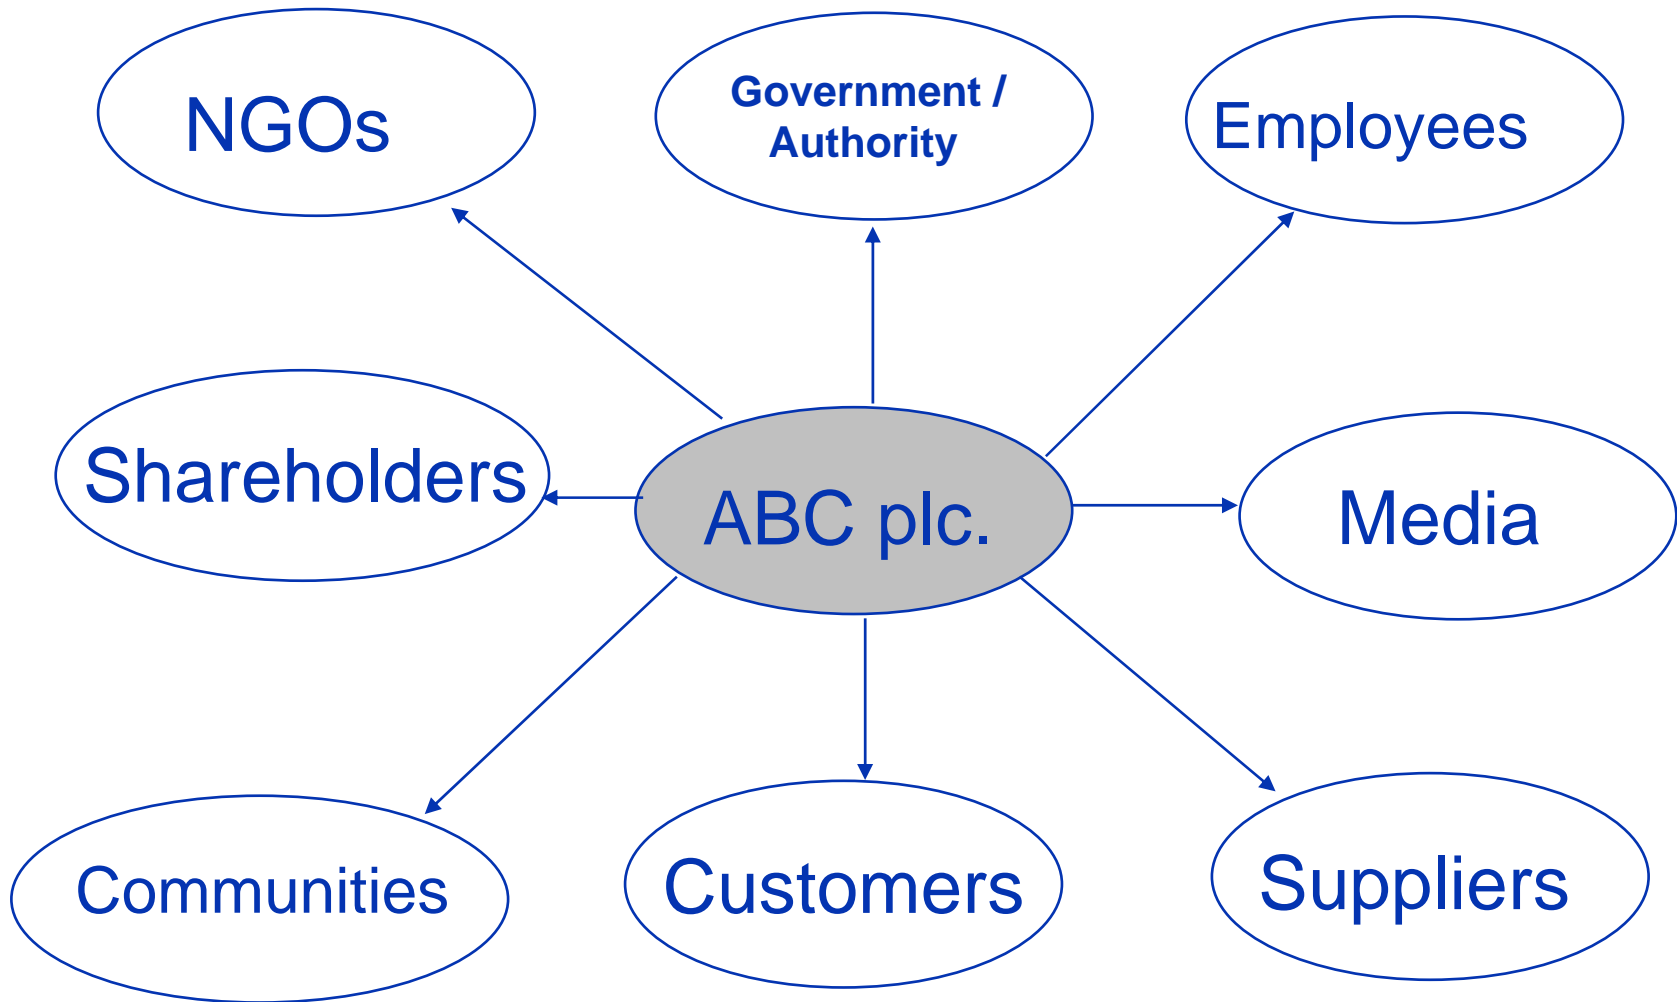 NGOs
Government /
Authority
Employees
Shareholders
ABC plc.
Media
Communities
Customers
Suppliers